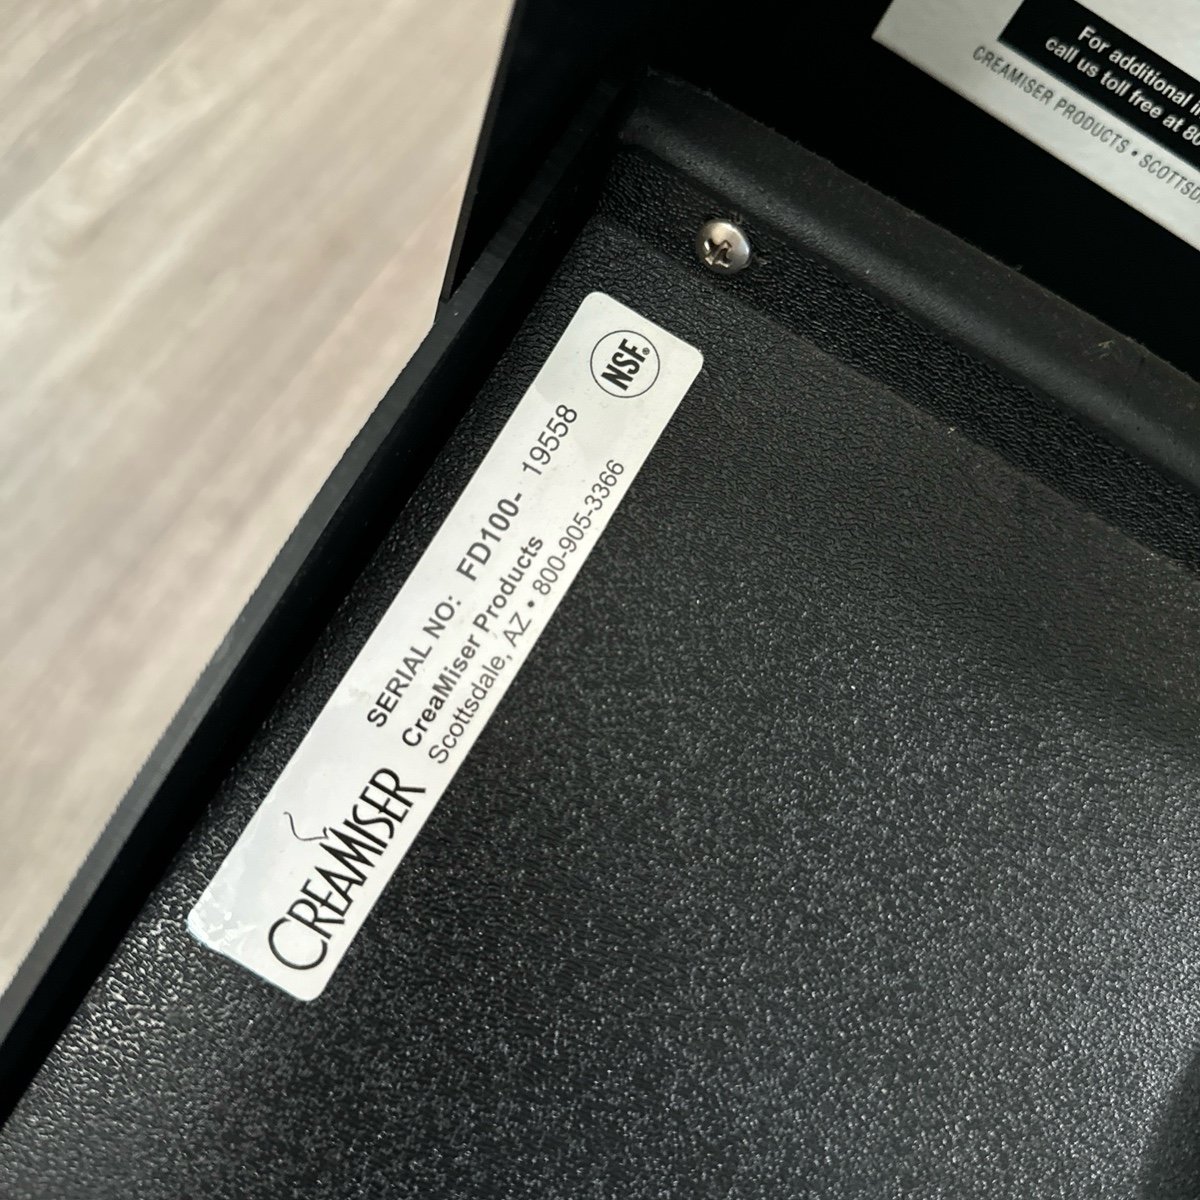 For additional
call us toll free at 80
CREAMISER PRODUCTS • SCOTTSD
NSF®
SERIAL NO: FD100- 19558
CreaMiser Products
Scottsdale, AZ • 800-905-3366
CREAMISER